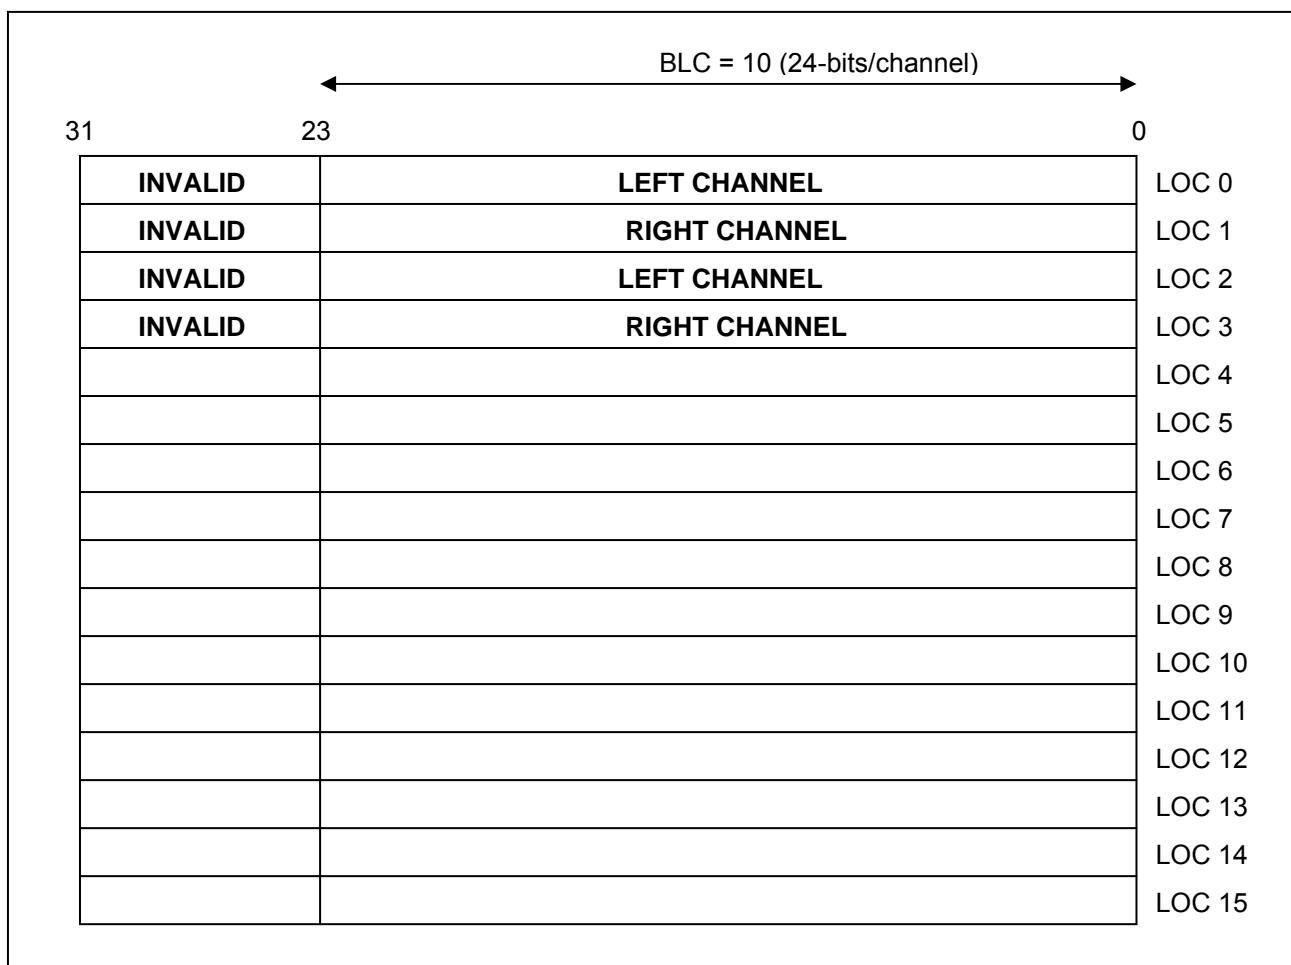 BLC = 10 (24-bits/channel)
31 23 0
INVALID LEFT CHANNEL LOC 0
INVALID RIGHT CHANNEL LOC 1
INVALID LEFT CHANNEL LOC 2
INVALID RIGHT CHANNEL LOC 3
LOC 4
LOC 5
LOC 6
LOC 7
LOC 8
LOC 9
LOC 10
LOC 11
LOC 12
LOC 13
LOC 14
LOC 15